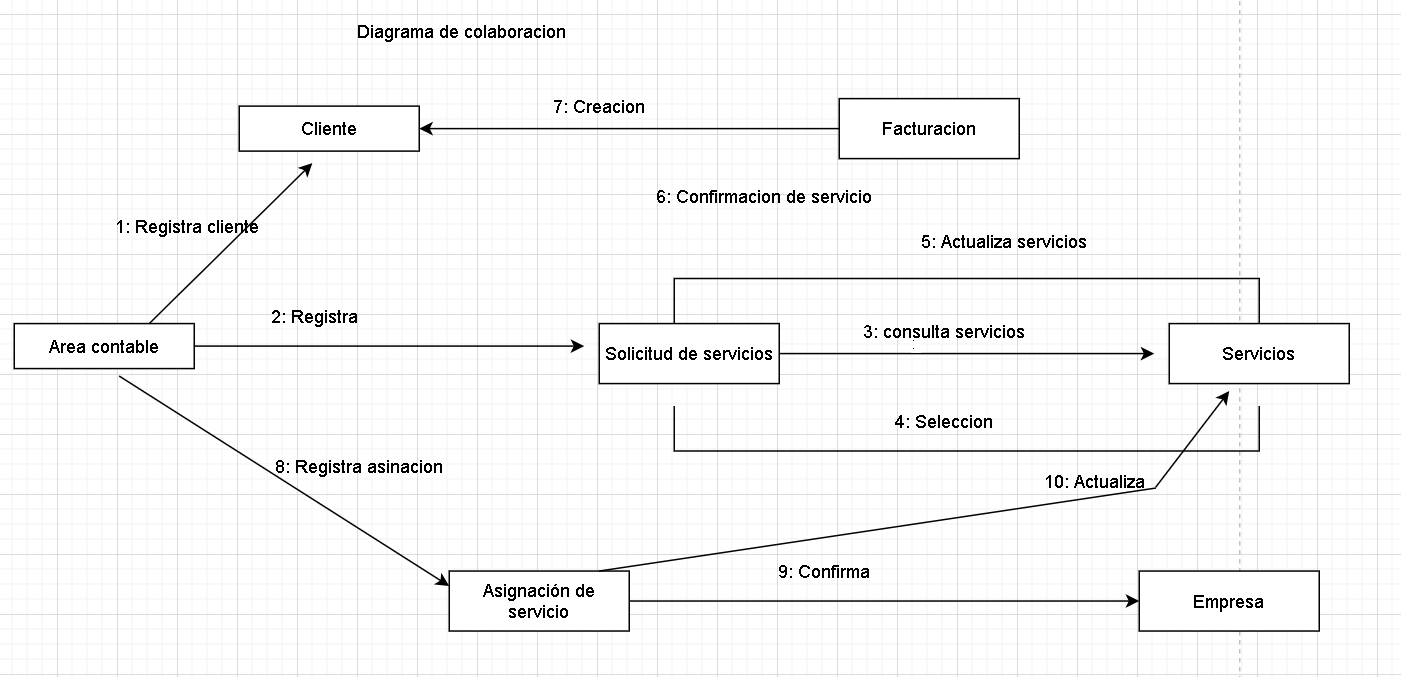 Diagrama de colaboracion
7: Creacion
Cliente
Facturacion
6: Confirmacion de servicio
1: Registra cliente
5: Actualiza servicios
2: Registra
3: consulta servicios
Area contable
Solicitud de servicios
Servicios
4: Seleccion
8: Registra asinacion
10: Actualiza
9: Confirma
Asignación de
servicio
Empresa